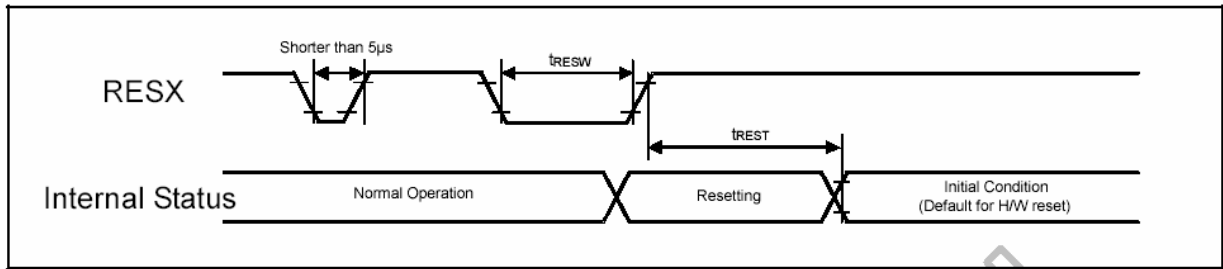 Shorter than 5µs
tRESW
RESX
tREST
Internal Status
Normal Operation
Resetting
Initial Condition
(Default for H/W reset)